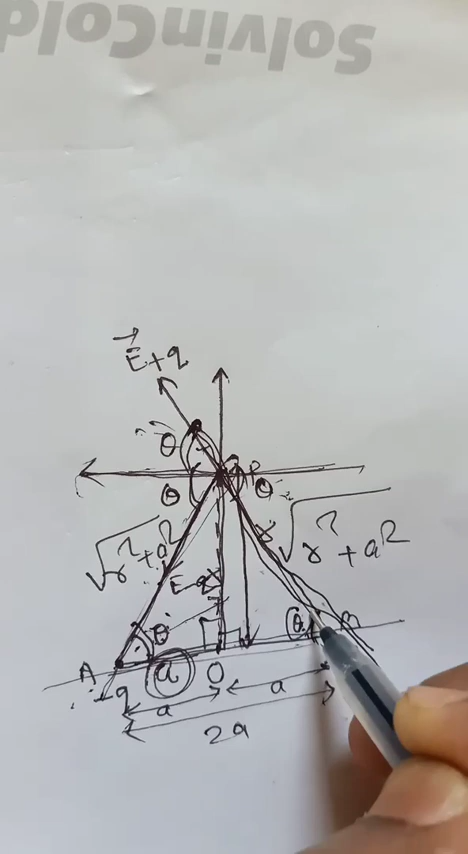 SolvinCold
E+q
θ
P
θ
θ
√r²+a²
r
√r²+a²
E-q
θ
θ
B
A
a
O
-q
a
a
2a